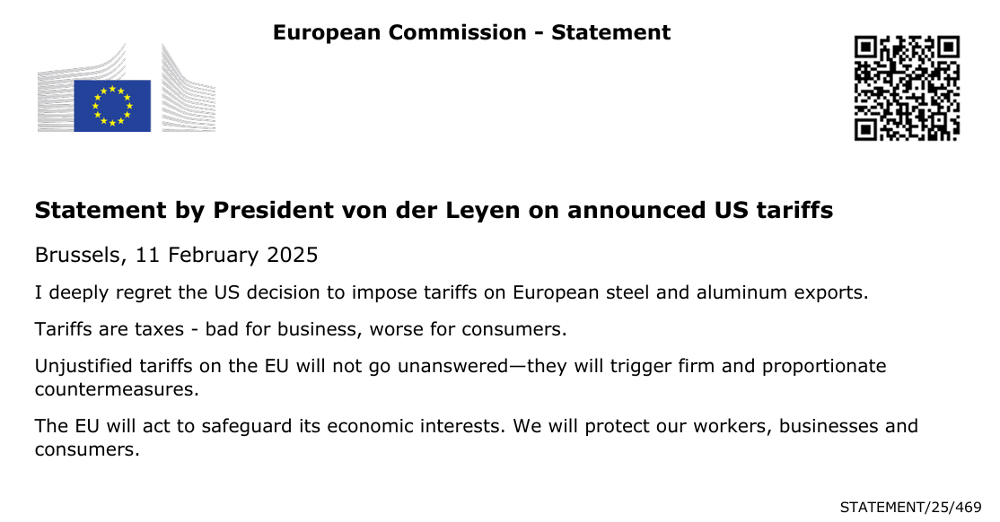 European Commission - Statement
Statement by President von der Leyen on announced US tariffs
Brussels, 11 February 2025
I deeply regret the US decision to impose tariffs on European steel and aluminum exports.
Tariffs are taxes - bad for business, worse for consumers.
Unjustified tariffs on the EU will not go unanswered—they will trigger firm and proportionate
countermeasures.
The EU will act to safeguard its economic interests. We will protect our workers, businesses and
consumers.
STATEMENT/25/469